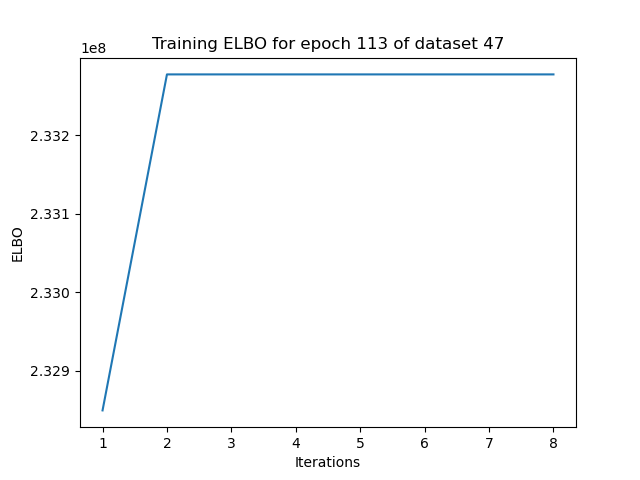 Training ELBO for epoch 113 of dataset 47
1e8
2.332
2.331
2.330
2.329
ELBO
1 2 3 4 5 6 7 8
Iterations